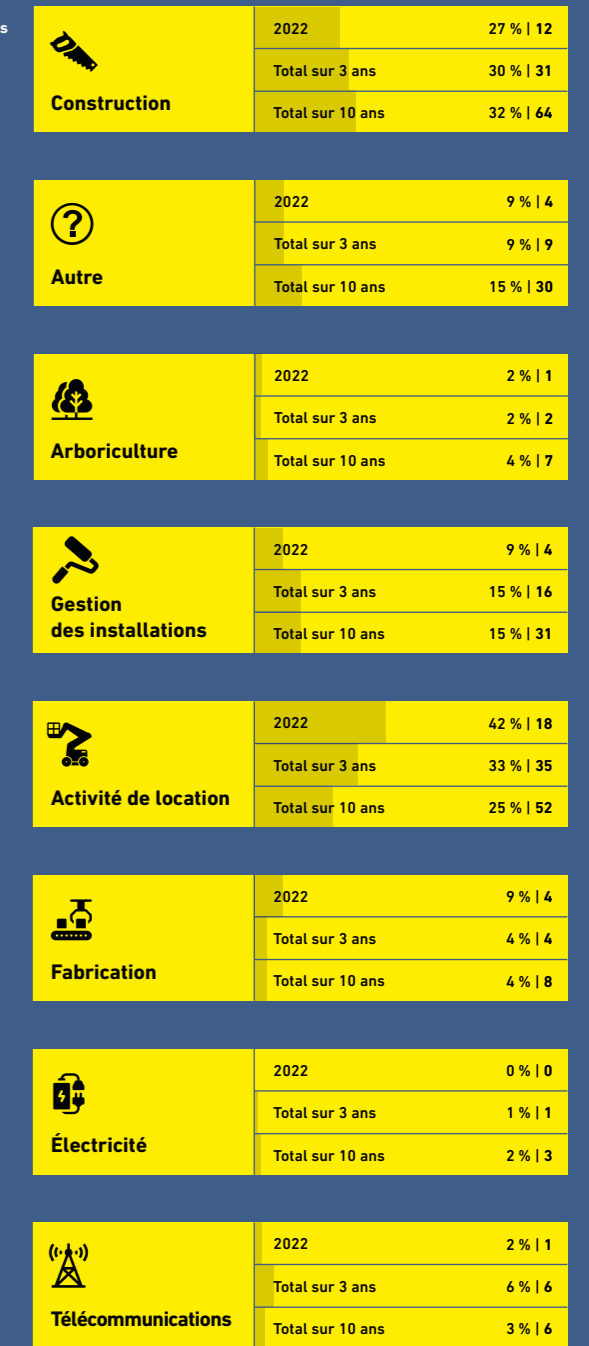 s
Construction
2022 27 % | 12
Total sur 3 ans 30 % | 31
Total sur 10 ans 32 % | 64
Autre
2022 9 % | 4
Total sur 3 ans 9 % | 9
Total sur 10 ans 15 % | 30
Arboriculture
2022 2 % | 1
Total sur 3 ans 2 % | 2
Total sur 10 ans 4 % | 7
Gestion
des installations
2022 9 % | 4
Total sur 3 ans 15 % | 16
Total sur 10 ans 15 % | 31
Activité de location
2022 42 % | 18
Total sur 3 ans 33 % | 35
Total sur 10 ans 25 % | 52
Fabrication
2022 9 % | 4
Total sur 3 ans 4 % | 4
Total sur 10 ans 4 % | 8
Électricité
2022 0 % | 0
Total sur 3 ans 1 % | 1
Total sur 10 ans 2 % | 3
Télécommunications
2022 2 % | 1
Total sur 3 ans 6 % | 6
Total sur 10 ans 3 % | 6